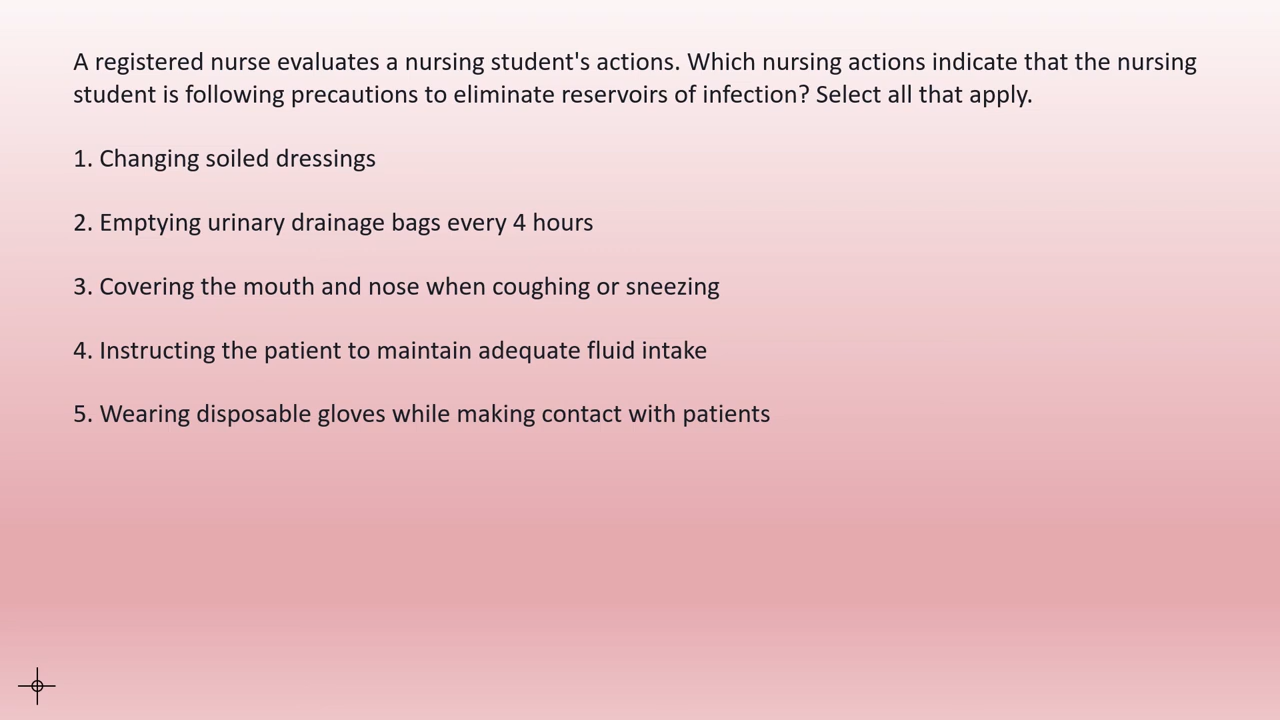 A registered nurse evaluates a nursing student's actions. Which nursing actions indicate that the nursing
student is following precautions to eliminate reservoirs of infection? Select all that apply.
1. Changing soiled dressings
2. Emptying urinary drainage bags every 4 hours
3. Covering the mouth and nose when coughing or sneezing
4. Instructing the patient to maintain adequate fluid intake
5. Wearing disposable gloves while making contact with patients